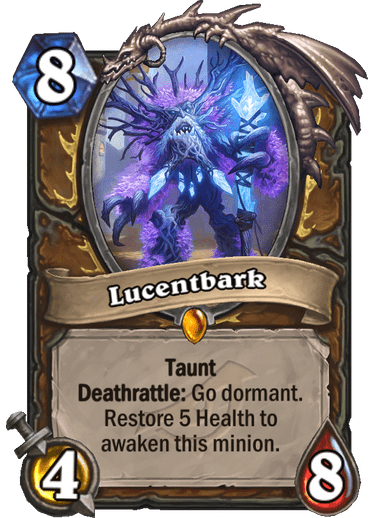 8
Lucentbark
Taunt
Deathrattle: Go dormant.
Restore 5 Health to
awaken this minion.
4
8